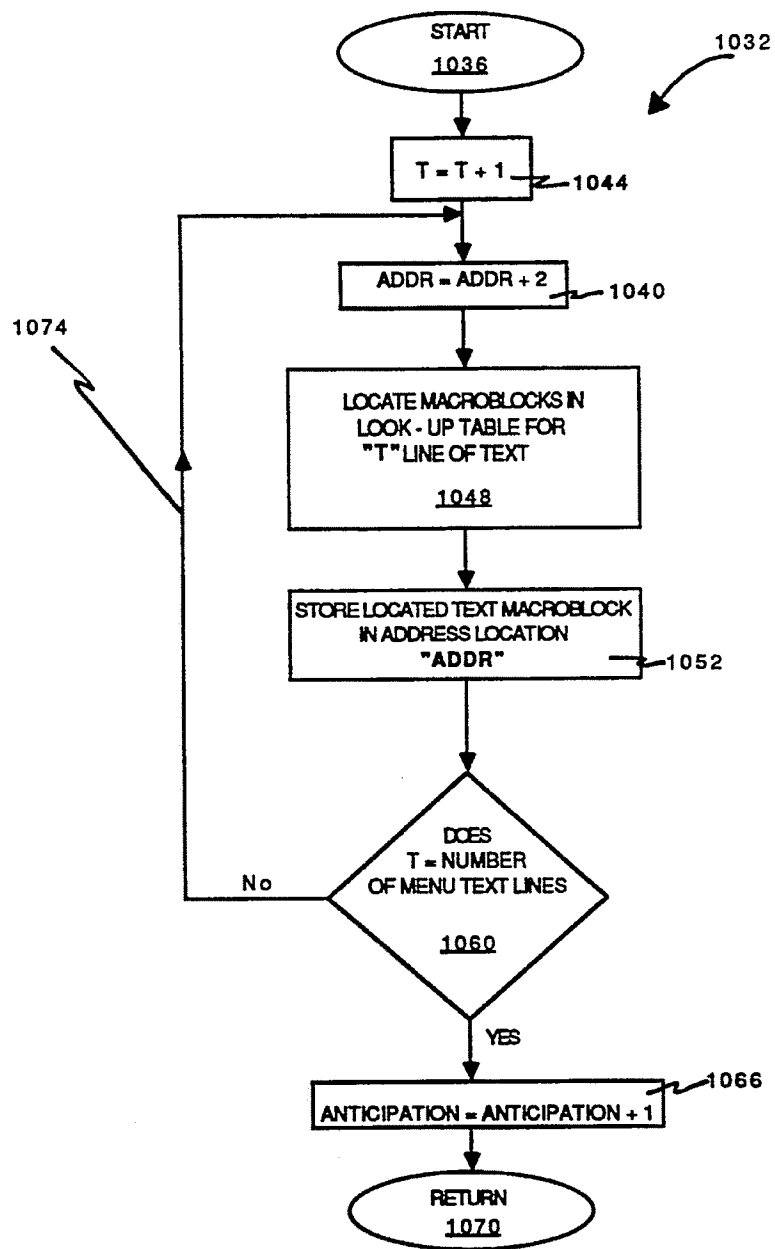 START
1036
1032
T = T + 1
1044
ADDR = ADDR + 2
1040
1074
LOCATE MACROBLOCKS IN
LOOK - UP TABLE FOR
"T" LINE OF TEXT
1048
STORE LOCATED TEXT MACROBLOCK
IN ADDRESS LOCATION
"ADDR"
1052
DOES
T = NUMBER
OF MENU TEXT LINES
1060
No
YES
1066
ANTICIPATION = ANTICIPATION + 1
RETURN
1070